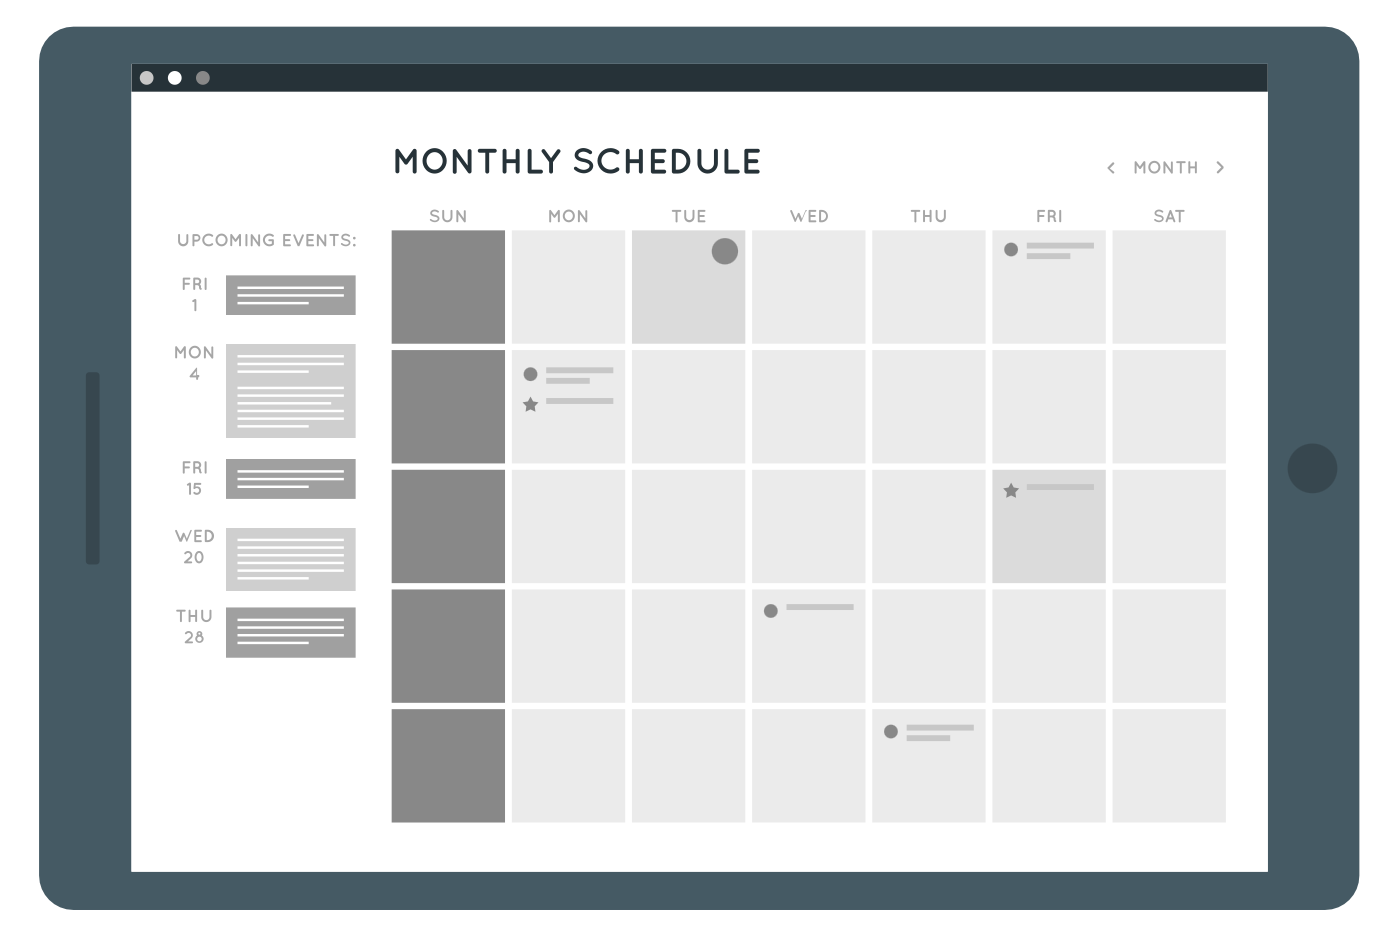 MONTHLY SCHEDULE
< MONTH >
SUN MON TUE WED THU FRI SAT
UPCOMING EVENTS:
FRI
1
MON
4
FRI
15
WED
20
THU
28